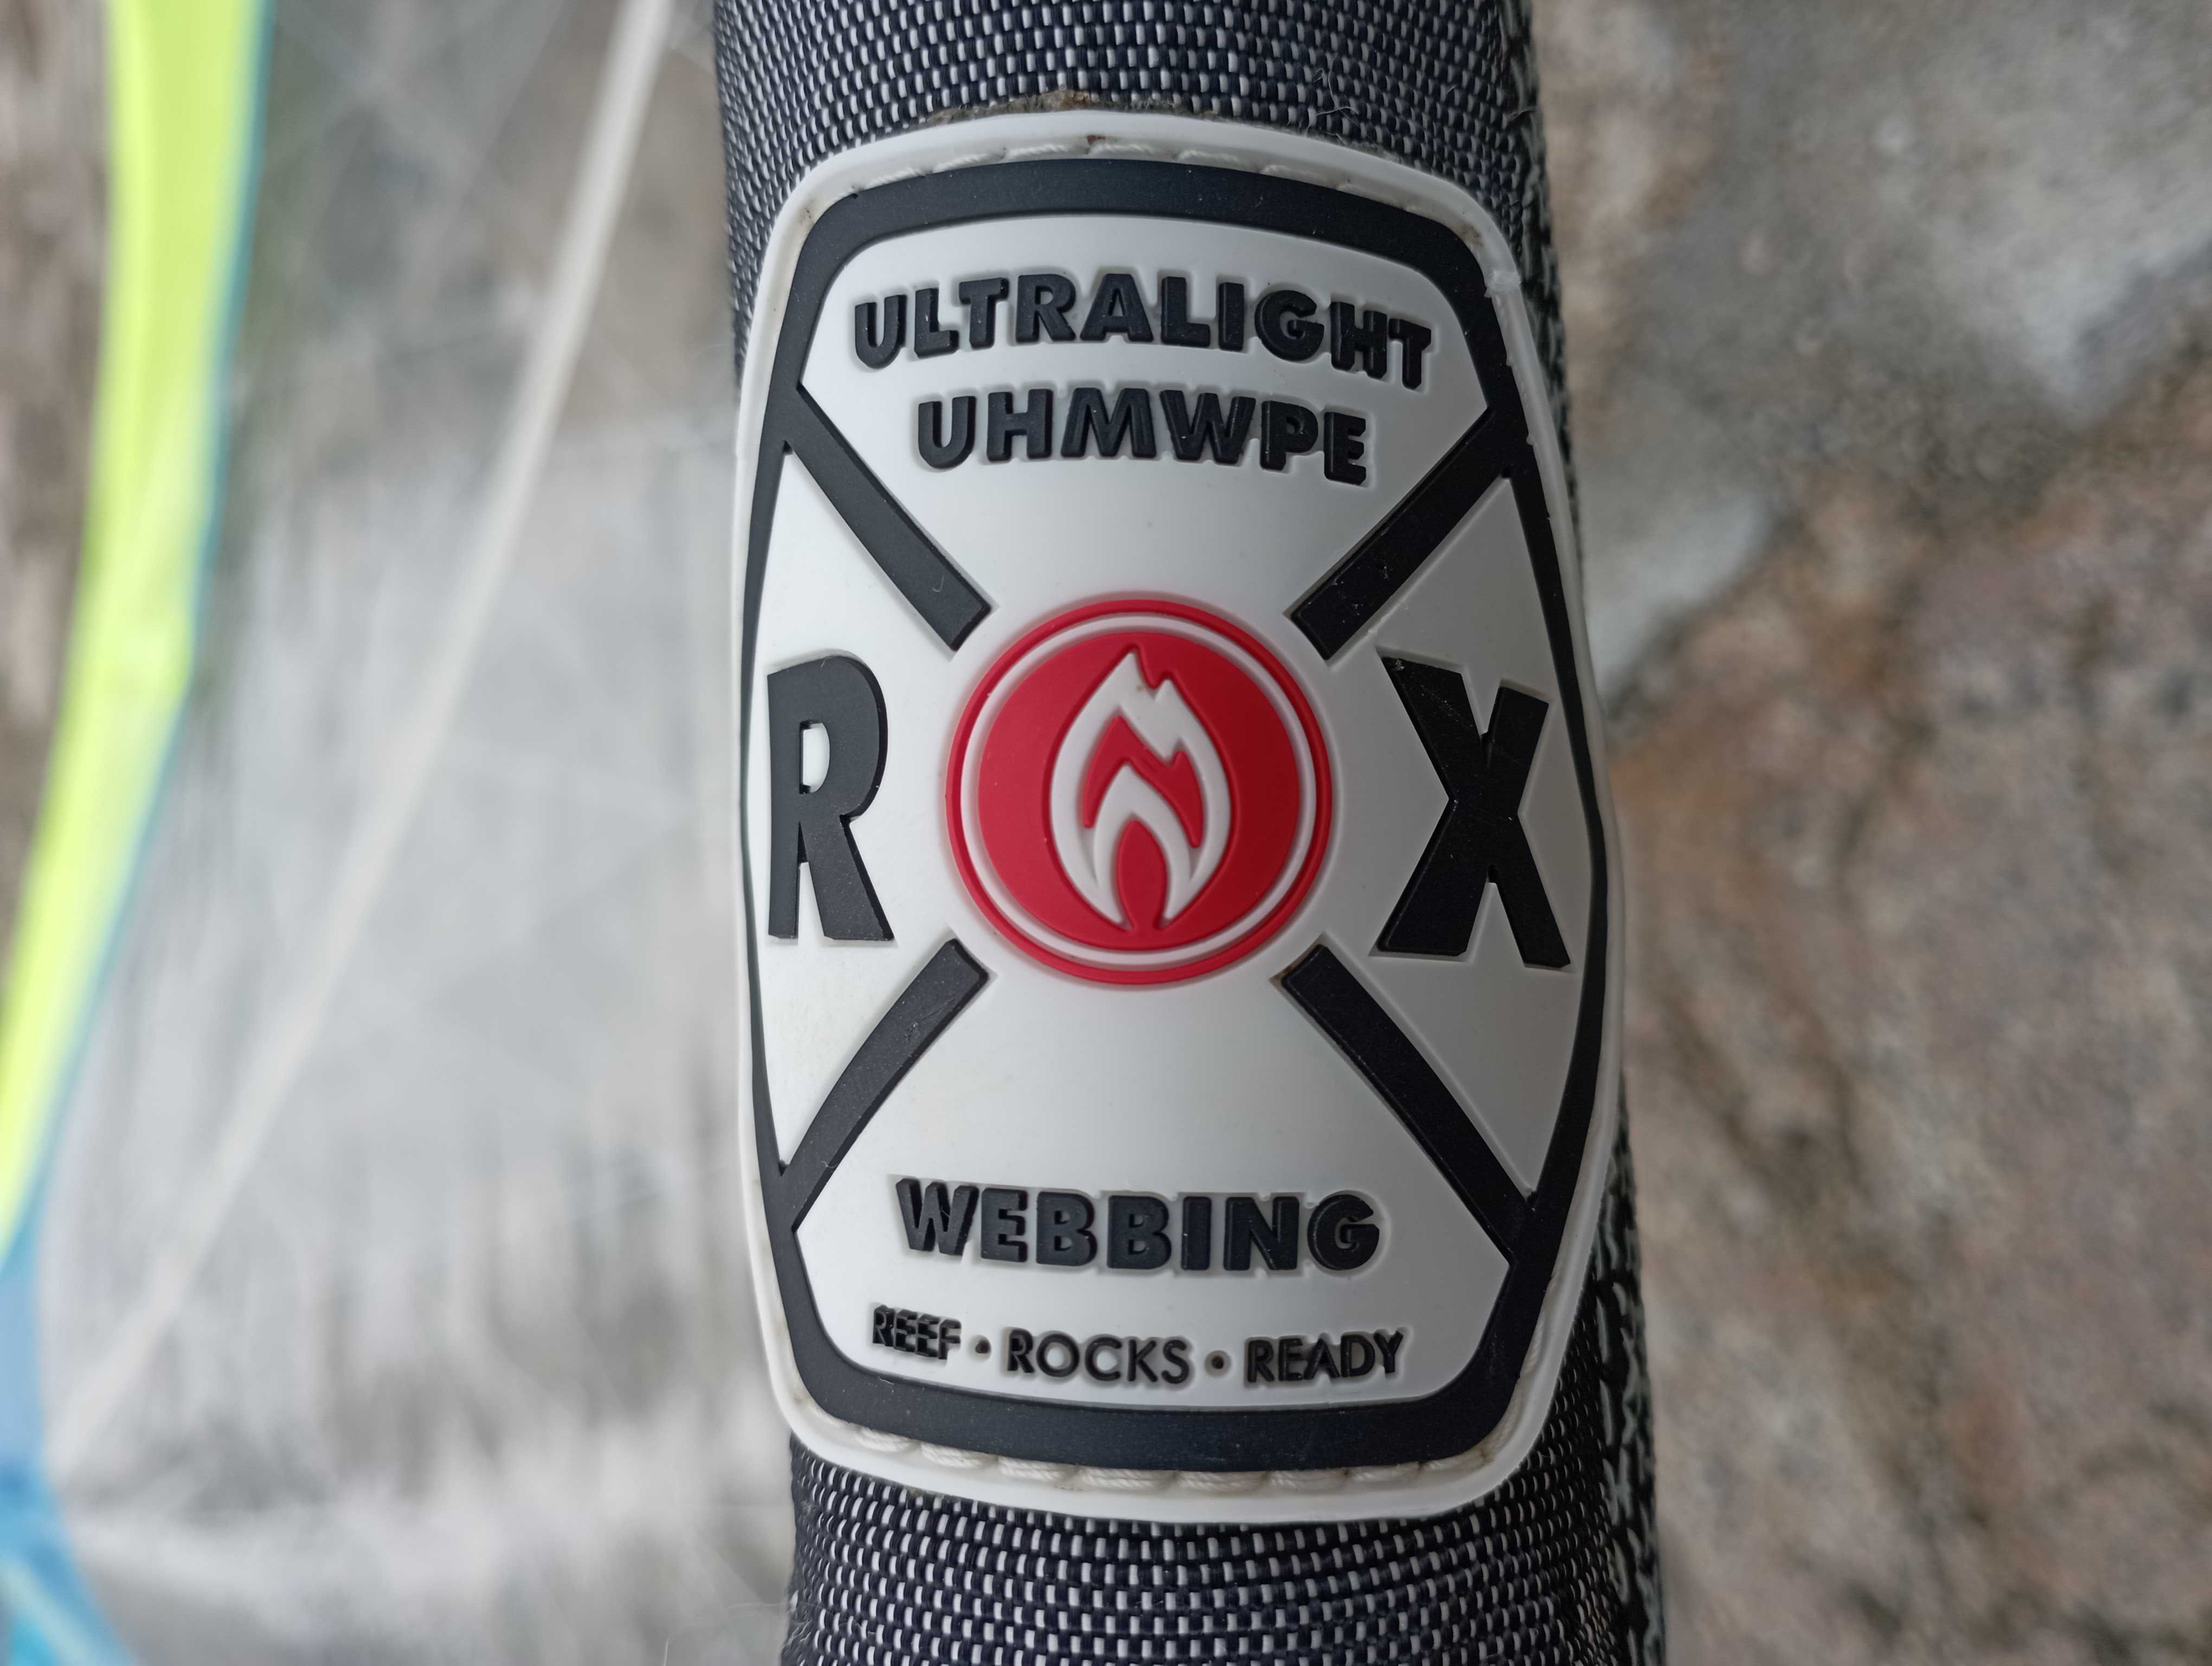 ULTRALIGHT
UHMWPE
R X
WEBBING
REEF • ROCKS • READY